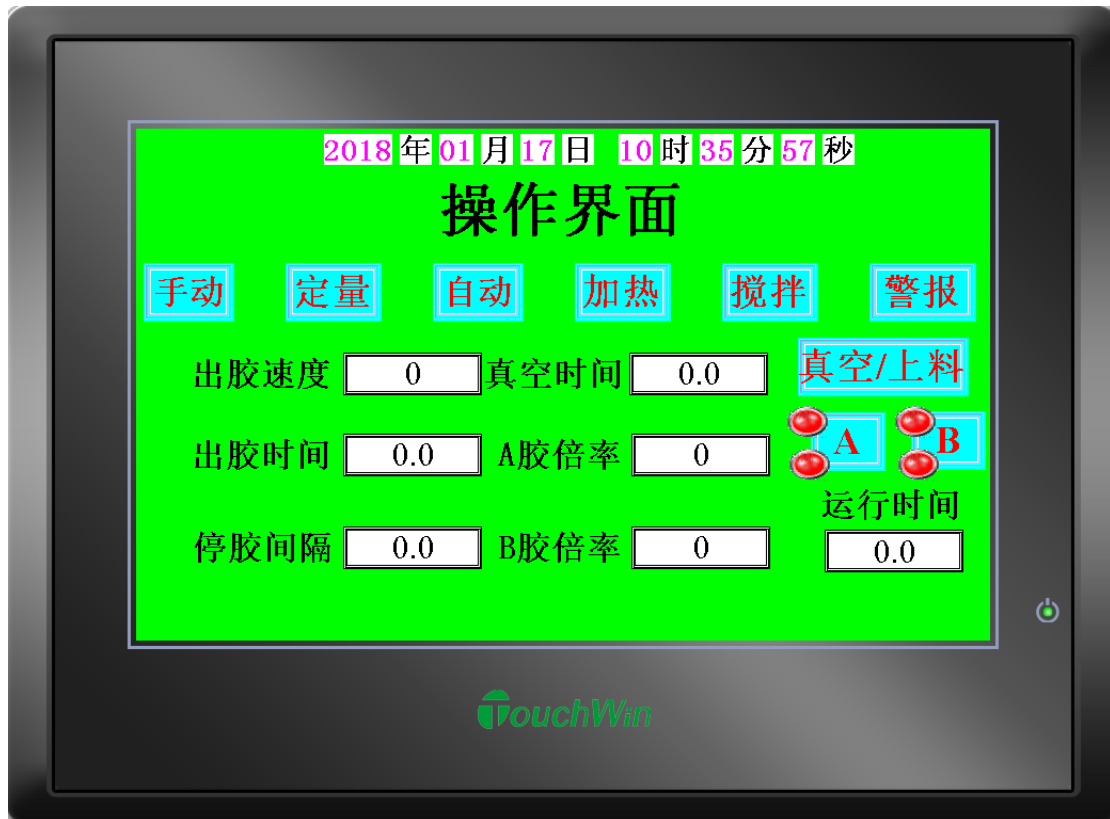 2018年01月17日 10时35分57秒
操作界面
手动 定量 自动 加热 搅拌 警报
出胶速度 0 真空时间 0.0 真空/上料
出胶时间 0.0 A胶倍率 0 A B
运行时间
停胶间隔 0.0 B胶倍率 0 0.0
TouchWin